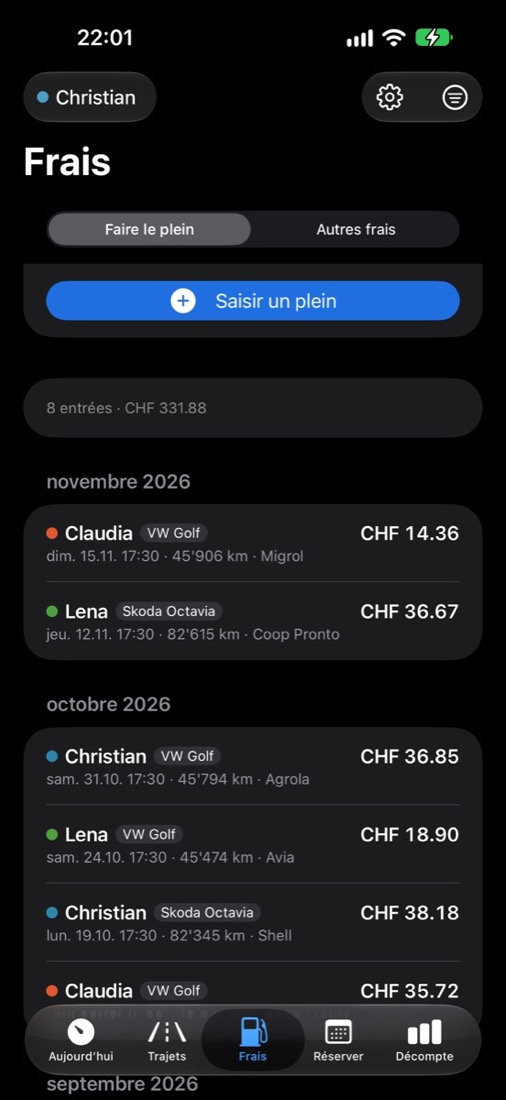 22:01
Christian
Frais
Faire le plein
Autres frais
Saisir un plein
8 entrées · CHF 331.88
novembre 2026
Claudia VW Golf CHF 14.36
dim. 15.11. 17:30 · 45'906 km · Migrol
Lena Skoda Octavia CHF 36.67
jeu. 12.11. 17:30 · 82'615 km · Coop Pronto
octobre 2026
Christian VW Golf CHF 36.85
sam. 31.10. 17:30 · 45'794 km · Agrola
Lena VW Golf CHF 18.90
sam. 24.10. 17:30 · 45'474 km · Avia
Christian Skoda Octavia CHF 38.18
lun. 19.10. 17:30 · 82'345 km · Shell
Claudia VW Golf CHF 35.72
Aujourd'hui
Trajets
Frais
Réserver
Décompte
septembre 2026